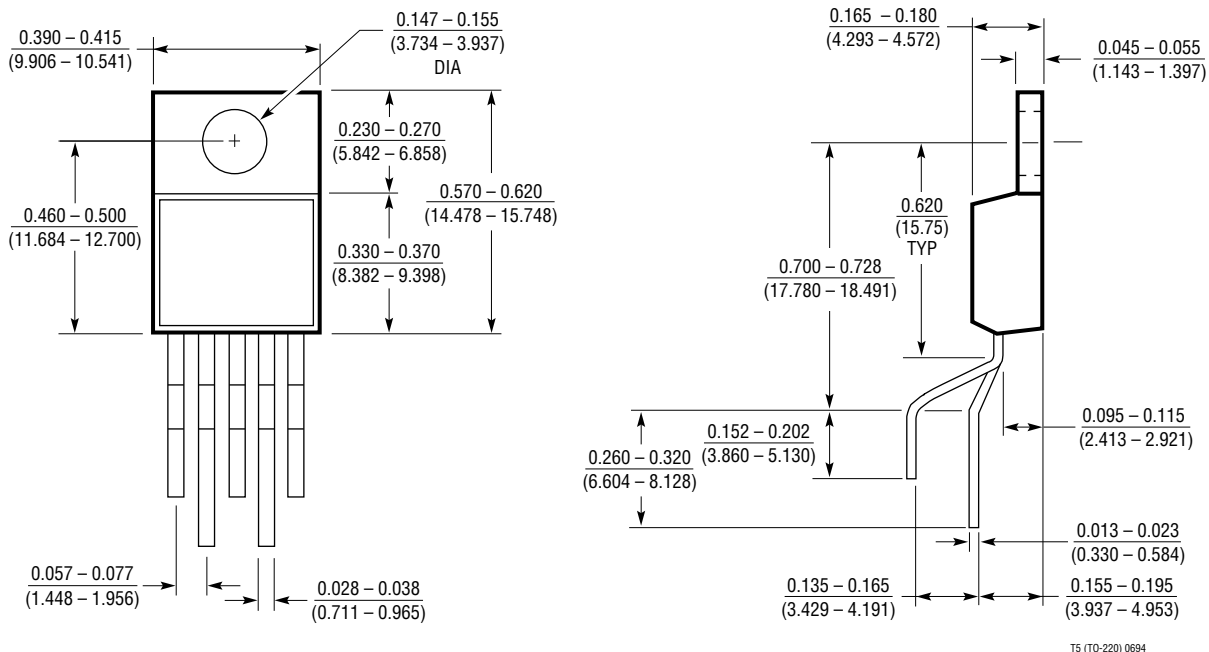 0.390 – 0.415
(9.906 – 10.541)
0.147 – 0.155
(3.734 – 3.937)
DIA
0.230 – 0.270
(5.842 – 6.858)
0.570 – 0.620
(14.478 – 15.748)
0.460 – 0.500
(11.684 – 12.700)
0.330 – 0.370
(8.382 – 9.398)
0.057 – 0.077
(1.448 – 1.956)
0.028 – 0.038
(0.711 – 0.965)
0.165 – 0.180
(4.293 – 4.572)
0.045 – 0.055
(1.143 – 1.397)
0.620
(15.75)
TYP
0.700 – 0.728
(17.780 – 18.491)
0.095 – 0.115
(2.413 – 2.921)
0.152 – 0.202
(3.860 – 5.130)
0.260 – 0.320
(6.604 – 8.128)
0.013 – 0.023
(0.330 – 0.584)
0.135 – 0.165
(3.429 – 4.191)
0.155 – 0.195
(3.937 – 4.953)
T5 (TO-220) 0694